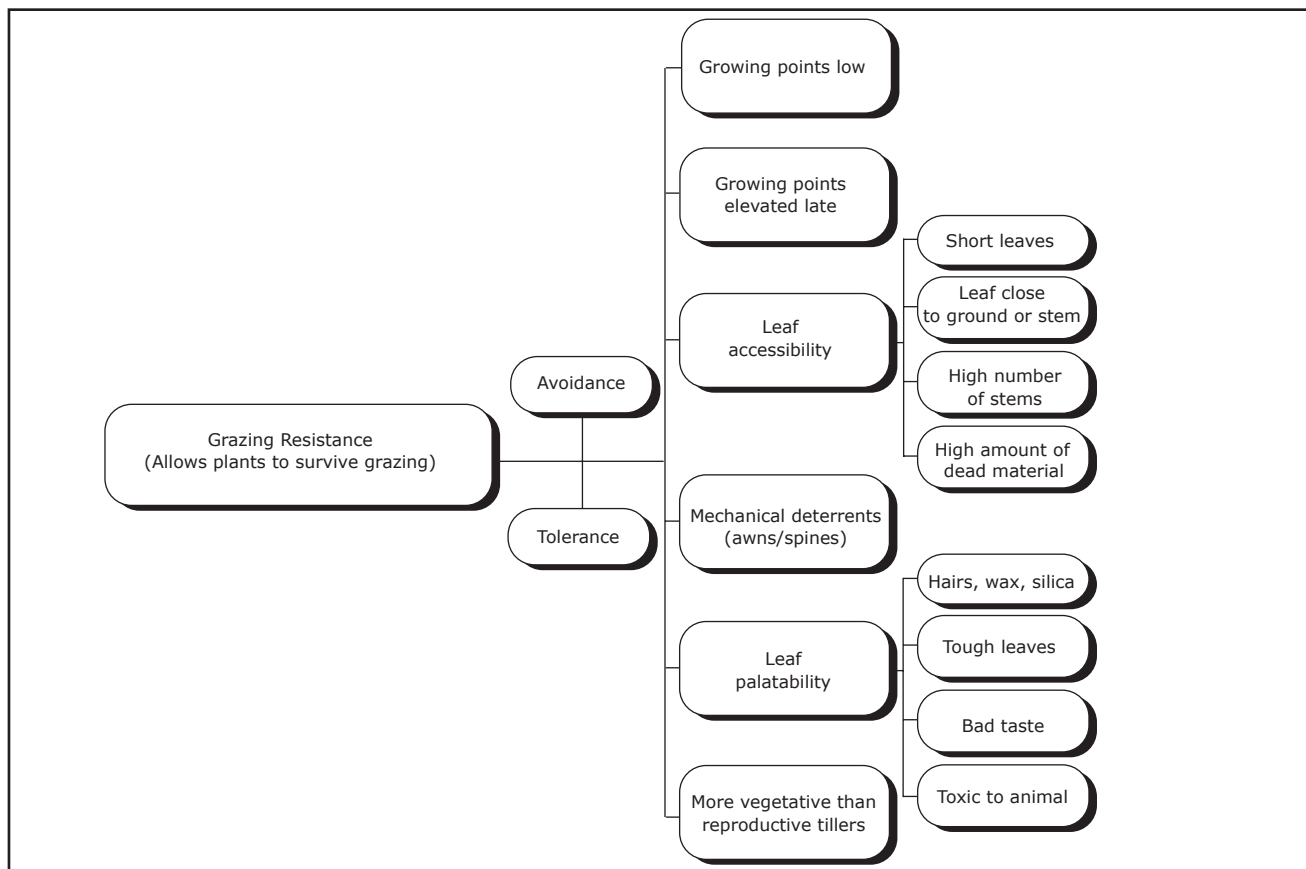 Grazing Resistance
(Allows plants to survive grazing)
Avoidance
Tolerance
Growing points low
Growing points
elevated late
Leaf
accessibility
Short leaves
Leaf close
to ground or stem
High number
of stems
High amount of
dead material
Mechanical deterrents
(awns/spines)
Leaf
palatability
Hairs, wax, silica
Tough leaves
Bad taste
Toxic to animal
More vegetative than
reproductive tillers